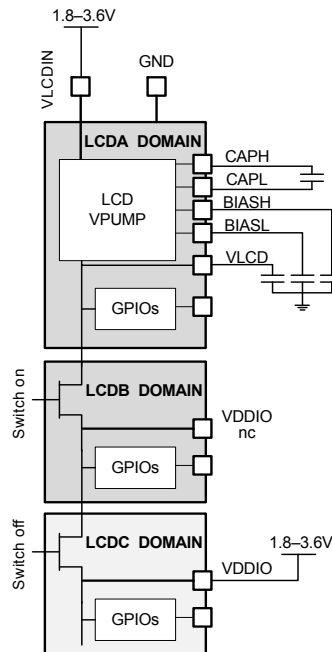 1.8–3.6V
VLCDIN
GND
LCDA DOMAIN
LCD
VPUMP
CAPH
CAPL
BIASH
BIASL
VLCD
GPIOs
Switch on
LCDB DOMAIN
VDDIO
nc
GPIOs
Switch off
LCDC DOMAIN
1.8–3.6V
VDDIO
GPIOs